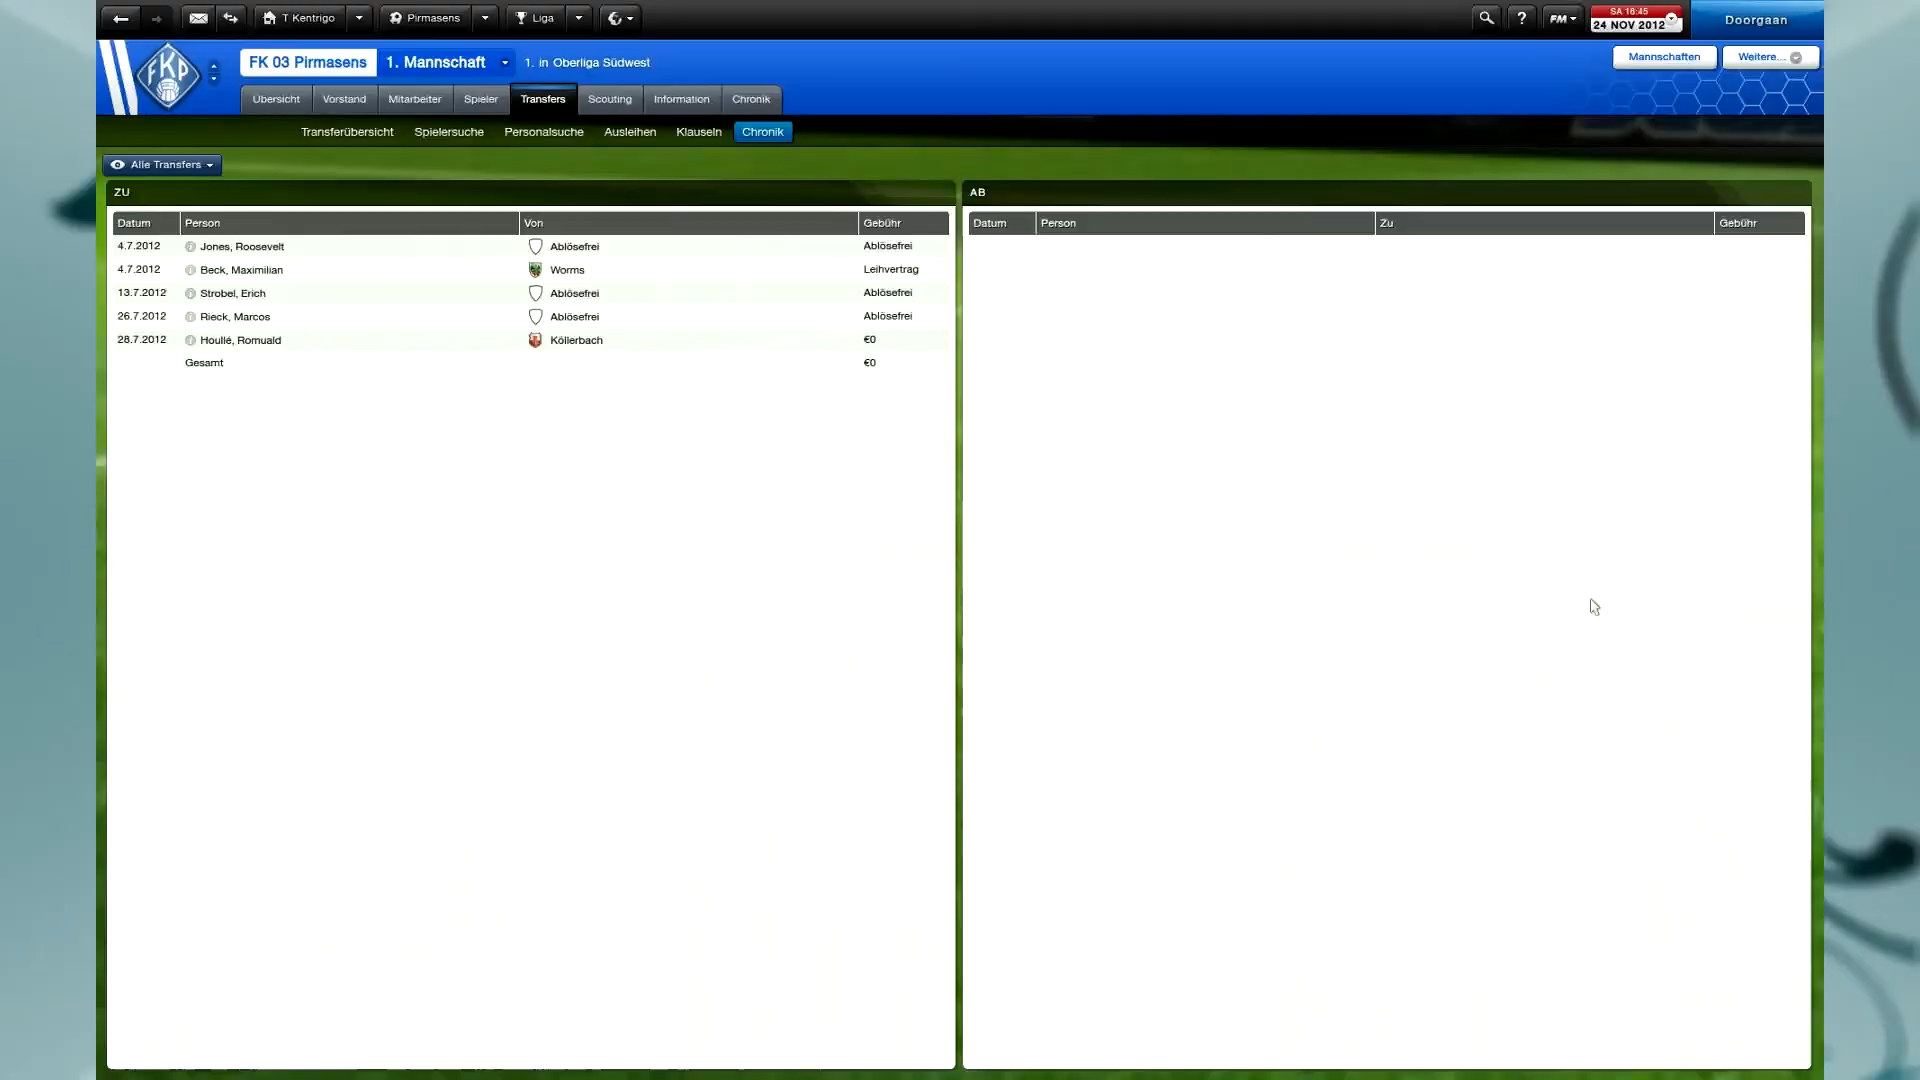 T Kentrigo Pirmasens Liga ? FM SA 16:45
24 NOV 2012 Doorgaan
FKP FK 03 Pirmasens 1. Mannschaft 1. in Oberliga Südwest Mannschaften Weitere...
Übersicht Vorstand Mitarbeiter Spieler Transfers Scouting Information Chronik
Transferübersicht Spielersuche Personalsuche Ausleihen Klauseln Chronik
Alle Transfers
ZU
Datum Person Von Gebühr
4.7.2012 Jones, Roosevelt Ablösefrei Ablösefrei
4.7.2012 Beck, Maximilian Worms Leihvertrag
13.7.2012 Strobel, Erich Ablösefrei Ablösefrei
26.7.2012 Rieck, Marcos Ablösefrei Ablösefrei
28.7.2012 Houllé, Romuald Köllerbach €0
Gesamt €0
AB
Datum Person Zu Gebühr